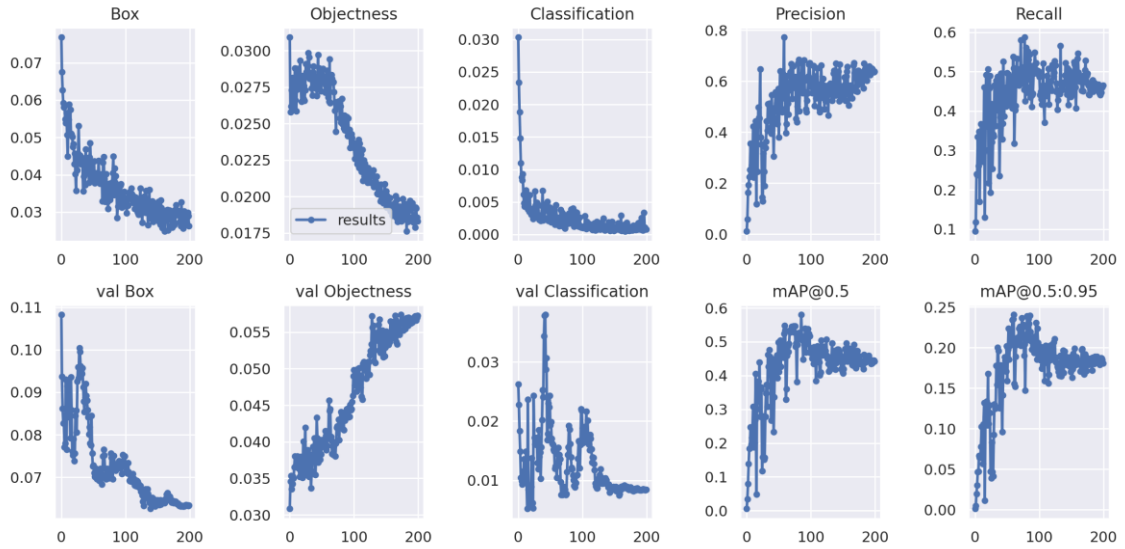 Box Objectness Classification Precision Recall
0.07 0.06 0.05 0.04 0.03
0.0300 0.0275 0.0250 0.0225 0.0200 0.0175
0.030 0.025 0.020 0.015 0.010 0.005 0.000
0.8 0.6 0.4 0.2 0.0
0.6 0.5 0.4 0.3 0.2 0.1
results
0 100 200 0 100 200 0 100 200 0 100 200 0 100 200
val Box val Objectness val Classification mAP@0.5 mAP@0.5:0.95
0.11 0.10 0.09 0.08 0.07
0.055 0.050 0.045 0.040 0.035 0.030
0.03 0.02 0.01
0.6 0.5 0.4 0.3 0.2 0.1 0.0
0.25 0.20 0.15 0.10 0.05 0.00
0 100 200 0 100 200 0 100 200 0 100 200 0 100 200